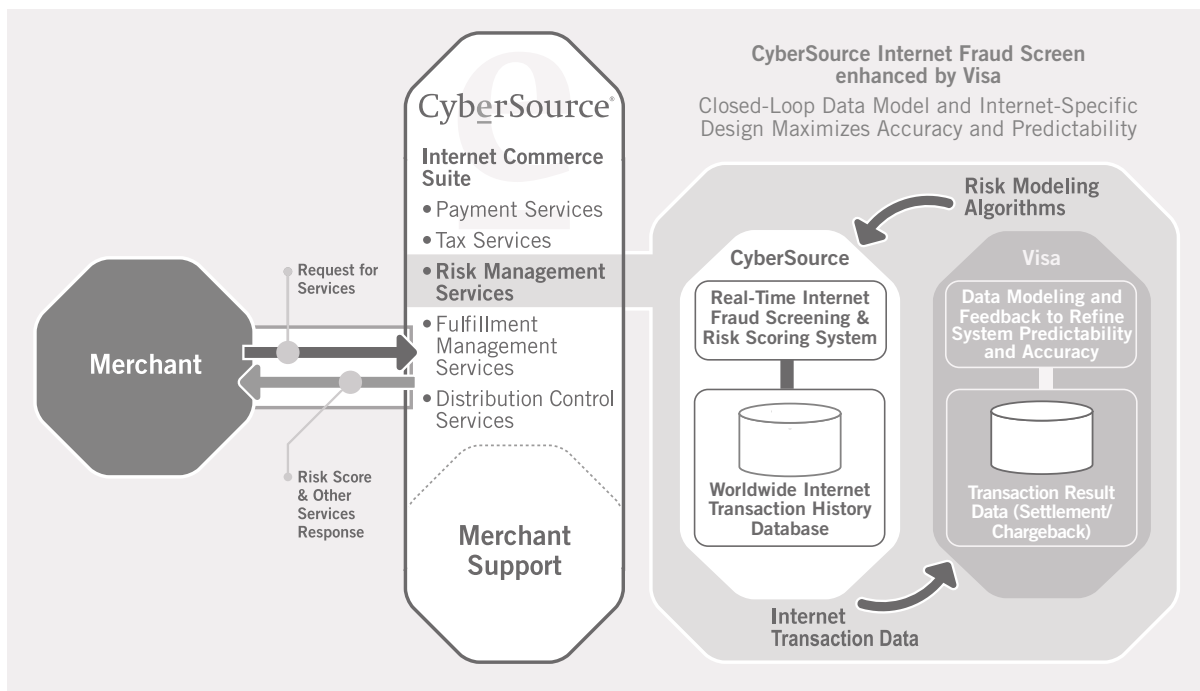 CyberSource Internet Fraud Screen
enhanced by Visa
Closed-Loop Data Model and Internet-Specific
Design Maximizes Accuracy and Predictability
CyberSource®
Internet Commerce
Suite
• Payment Services
• Tax Services
• Risk Management
Services
• Fulfillment
Management
Services
• Distribution Control
Services
Merchant
Support
Merchant
Request for
Services
Risk Score
& Other
Services
Response
Risk Modeling
Algorithms
CyberSource
Real-Time Internet
Fraud Screening &
Risk Scoring System
Worldwide Internet
Transaction History
Database
Visa
Data Modeling and
Feedback to Refine
System Predictability
and Accuracy
Transaction Result
Data (Settlement/
Chargeback)
Internet
Transaction Data